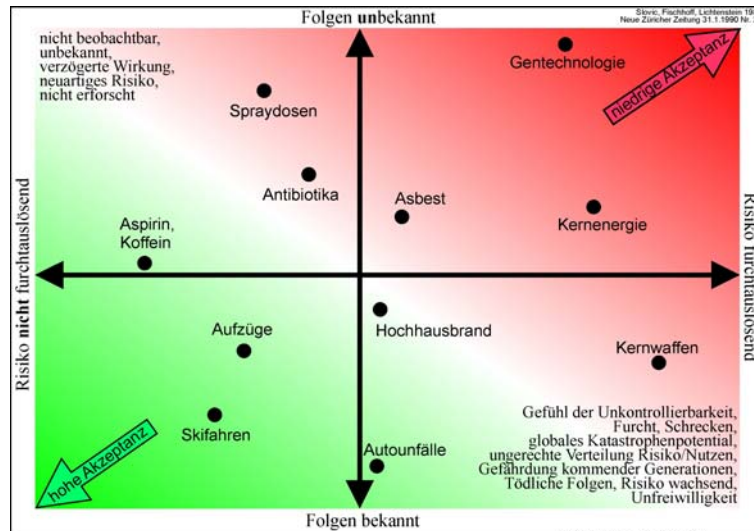 Slovic, Fischhoff, Lichtenstein
Neue Züricher Zeitung 31.1.1990 Nr.
Folgen unbekannt
nicht beobachtbar,
unbekannt,
verzögerte Wirkung,
neuartiges Risiko,
nicht erforscht
Gentechnologie
niedrige Akzeptanz
Spraydosen
Antibiotika
Asbest
Kernenergie
Aspirin,
Koffein
Risiko nicht furchtauslösend
Risiko furchtauslösend
Hochhausbrand
Aufzüge
Kernwaffen
Skifahren
Autounfälle
hohe Akzeptanz
Gefühl der Unkontrollierbarkeit,
Furcht, Schrecken,
globales Katastrophenpotential,
ungerechte Verteilung Risiko/Nutzen,
Gefährdung kommender Generationen,
Tödliche Folgen, Risiko wachsend,
Unfreiwilligkeit
Folgen bekannt